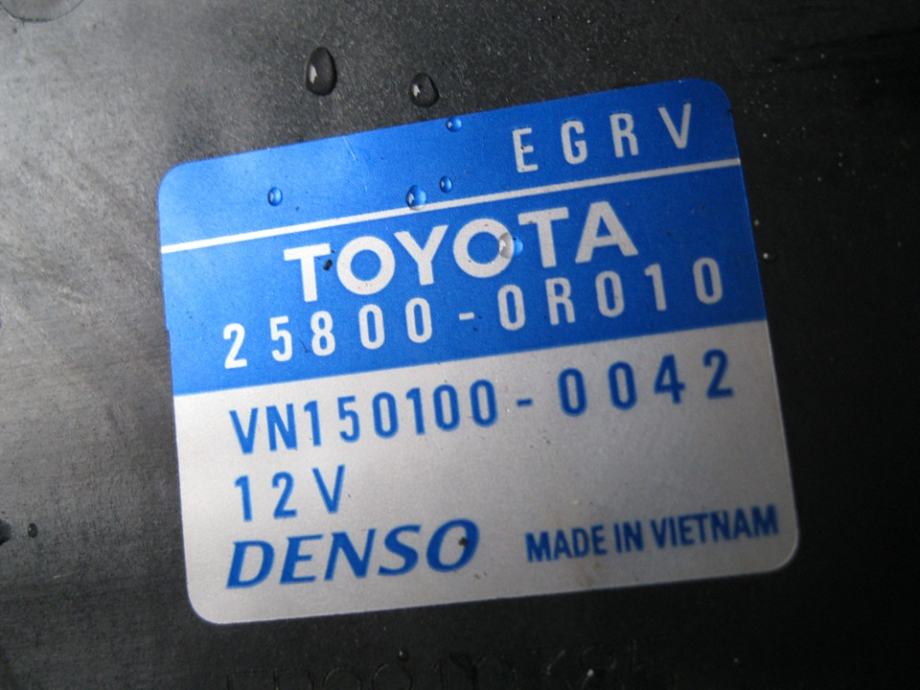 EGRV
TOYOTA
25800-0R010
VN150100-0042
12V
DENSO MADE IN VIETNAM